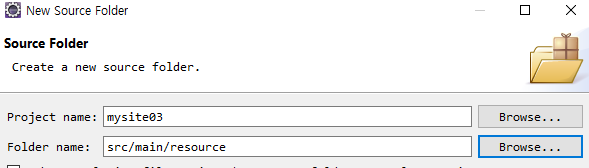 New Source Folder
Source Folder
Create a new source folder.
Project name: mysite03 Browse...
Folder name: src/main/resource Browse...